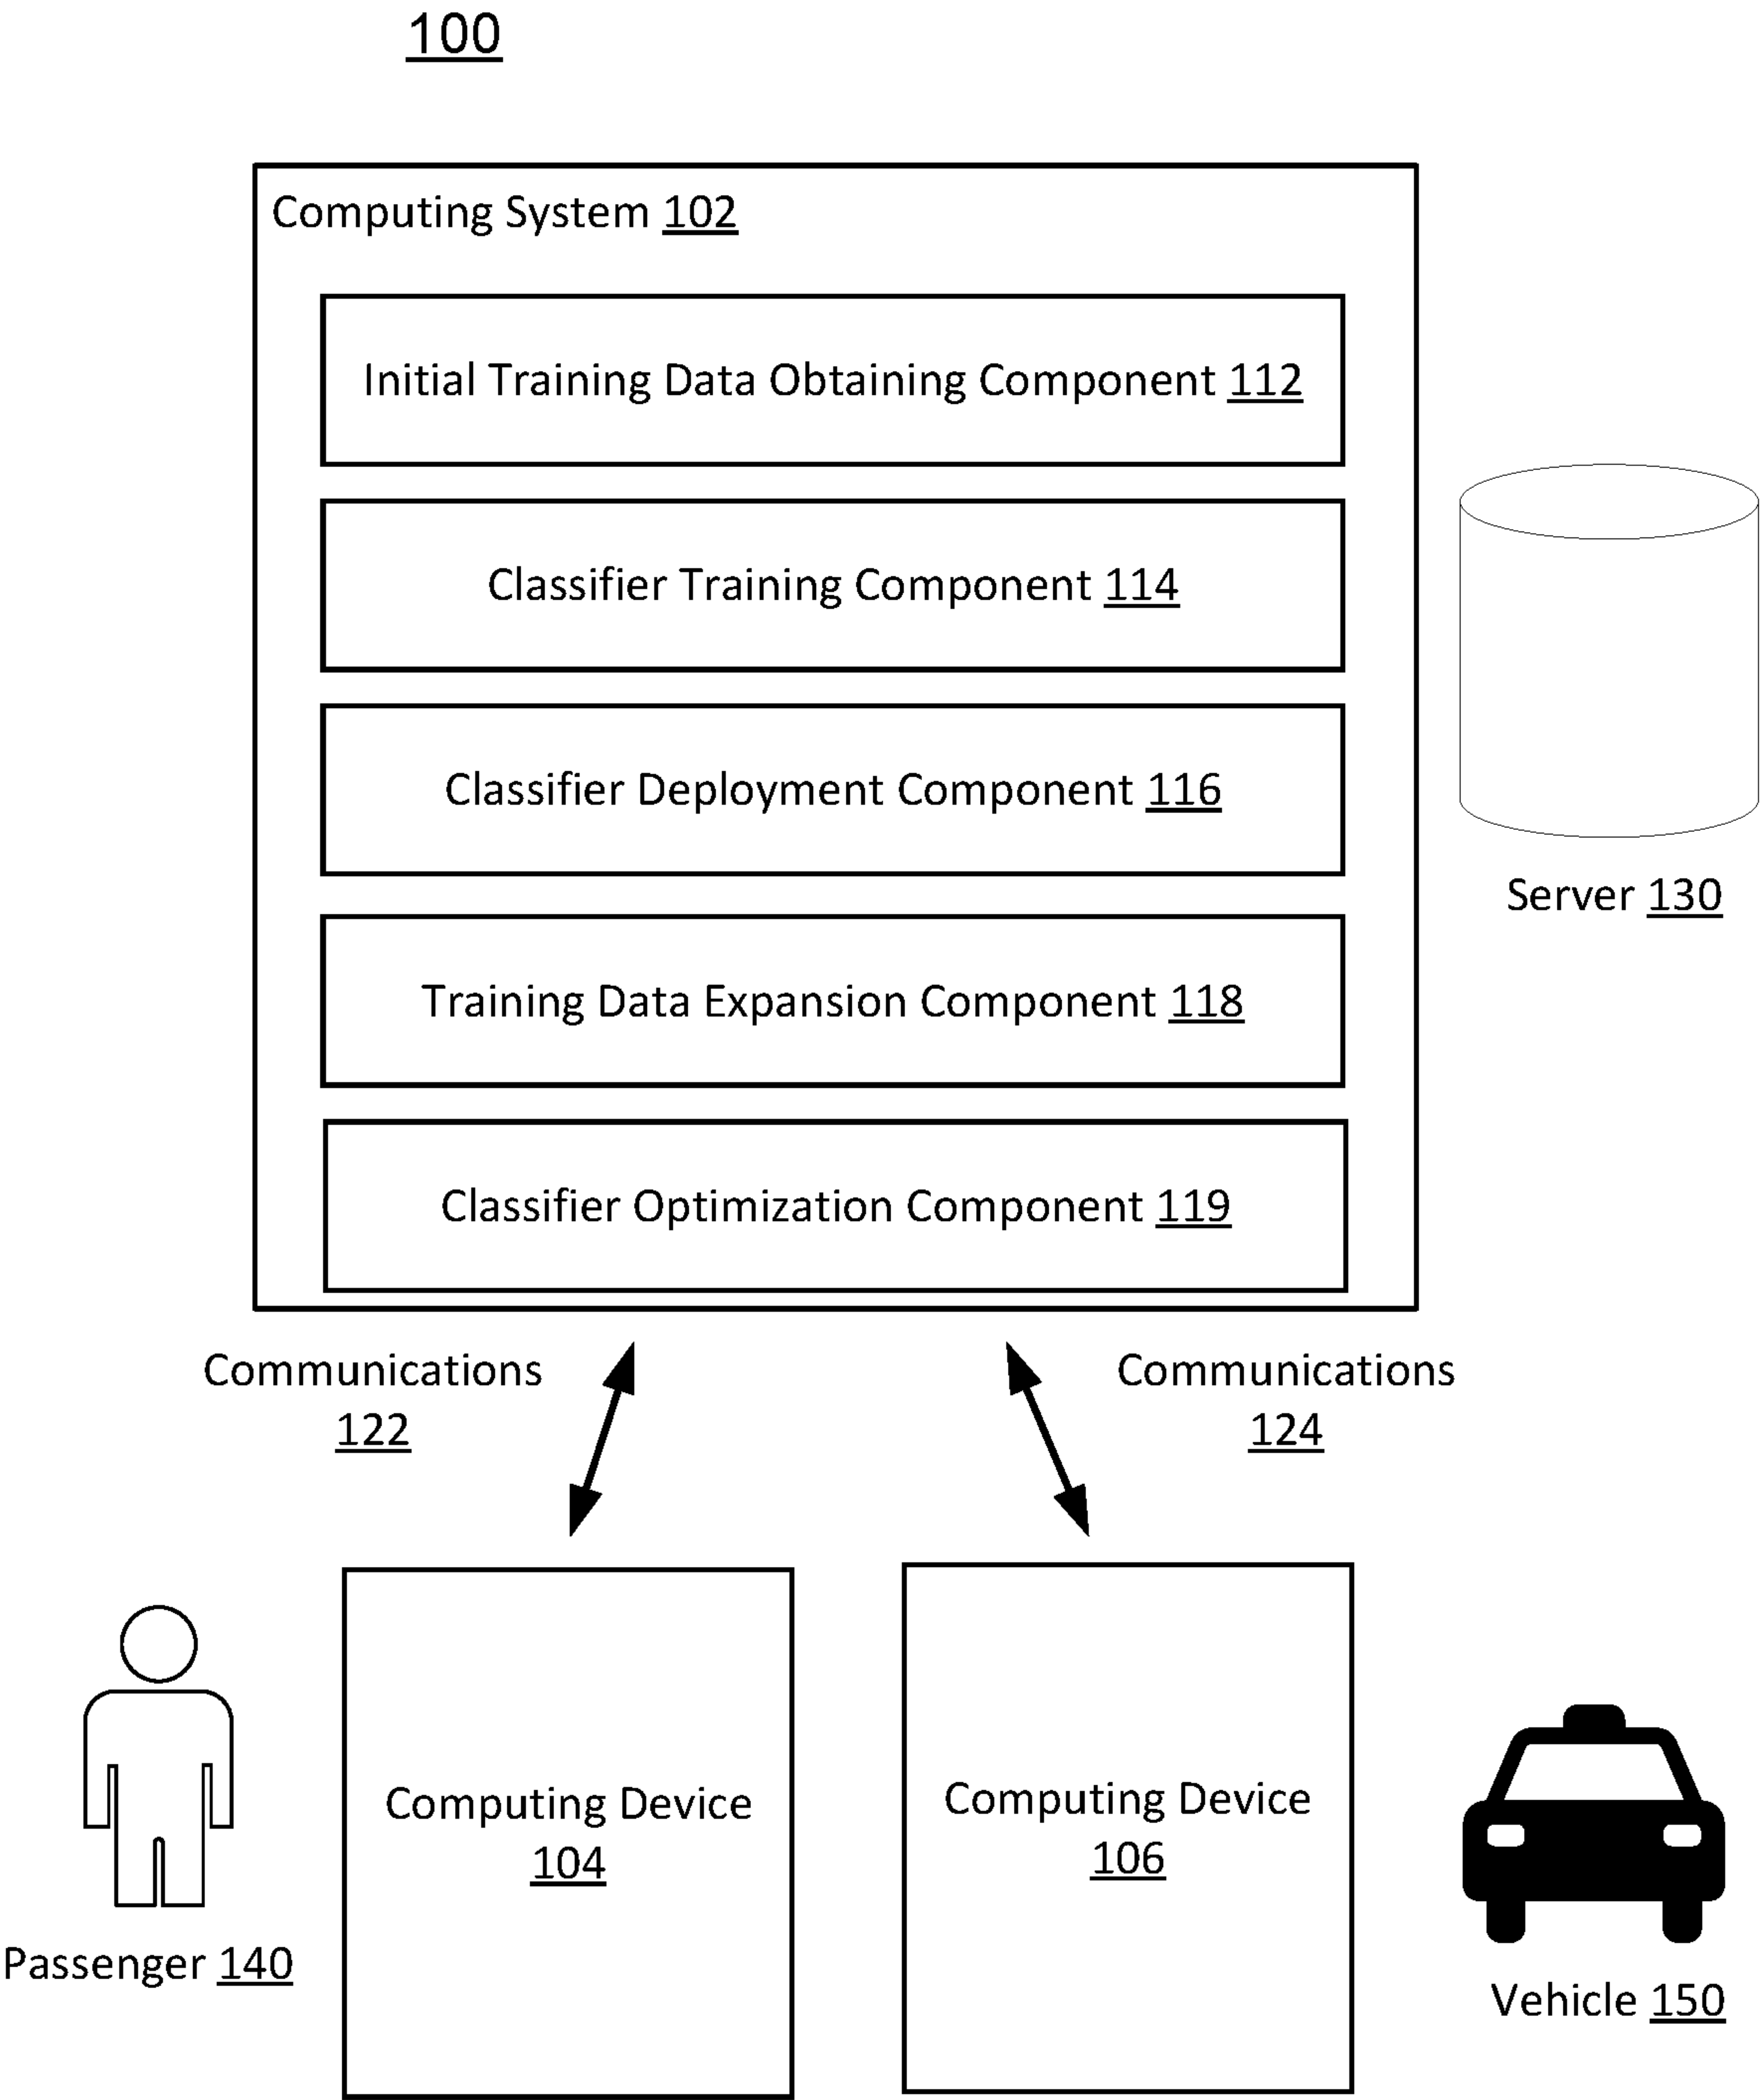 100
Computing System 102
Initial Training Data Obtaining Component 112
Classifier Training Component 114
Classifier Deployment Component 116
Server 130
Training Data Expansion Component 118
Classifier Optimization Component 119
Communications
122
Communications
124
Computing Device
104
Computing Device
106
Passenger 140
Vehicle 150